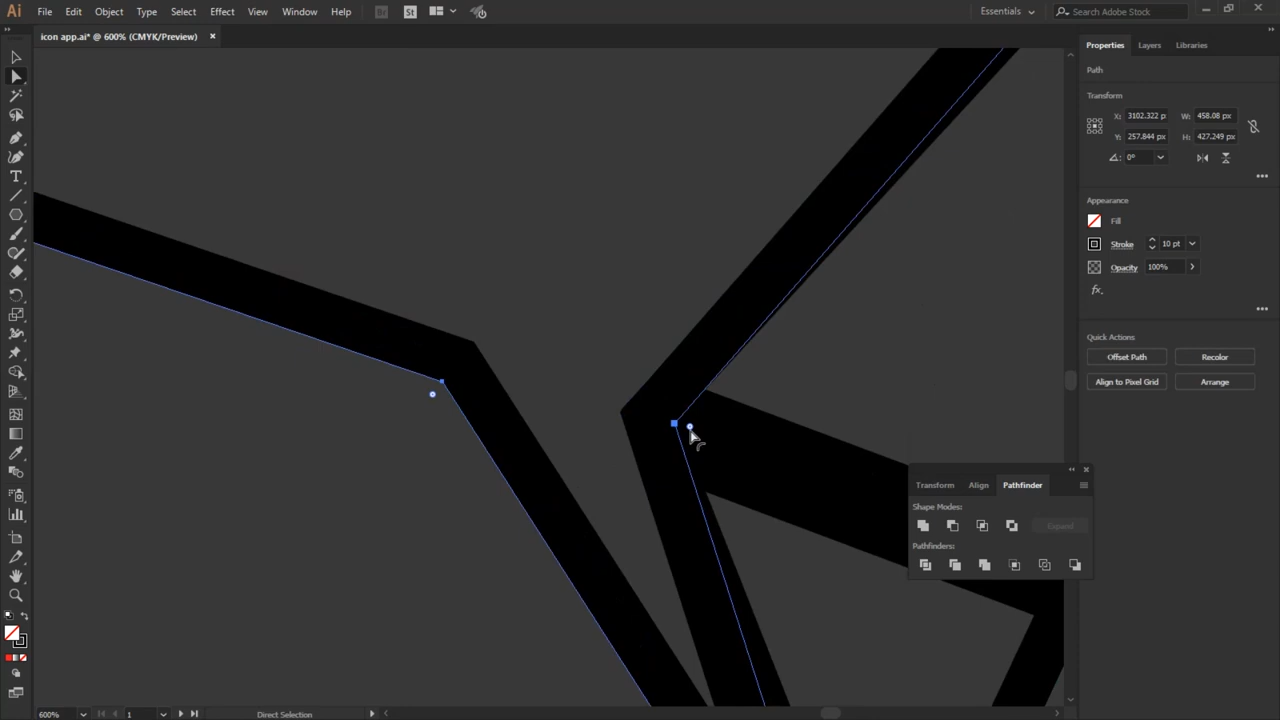 Ai File Edit Object Type Select Effect View Window Help Br St Essentials Search Adobe Stock
icon app.ai* @ 600% (CMYK/Preview) ×
Properties Layers Libraries
Path
Transform
X: 3102.322 p W: 458.08 px
Y: 257.844 px H: 427.249 px
0°
Appearance
Fill
Stroke 10 pt
Opacity 100%
fx.
Quick Actions
Offset Path Recolor
Align to Pixel Grid Arrange
Transform Align Pathfinder
Shape Modes:
Expand
Pathfinders:
600% 1 Direct Selection